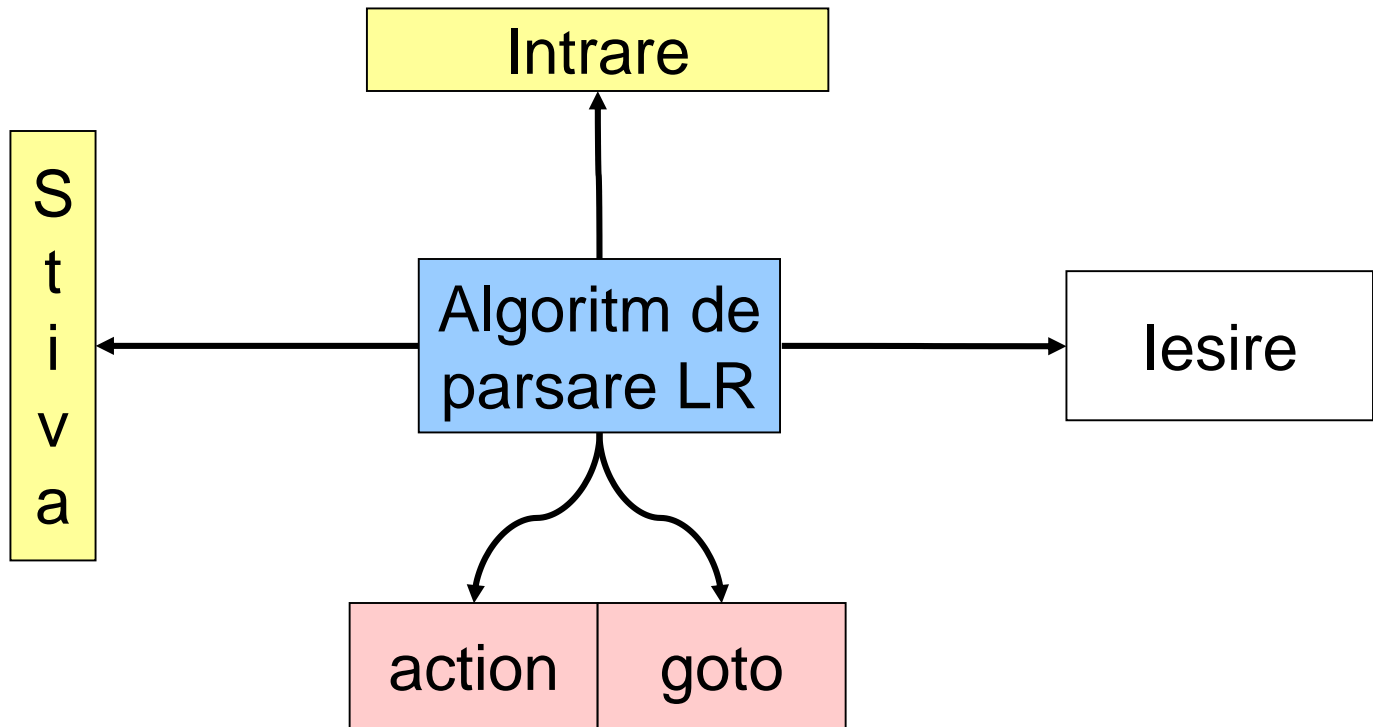 Intrare
S
t
i
v
a
Algoritm de
parsare LR
Iesire
action
goto